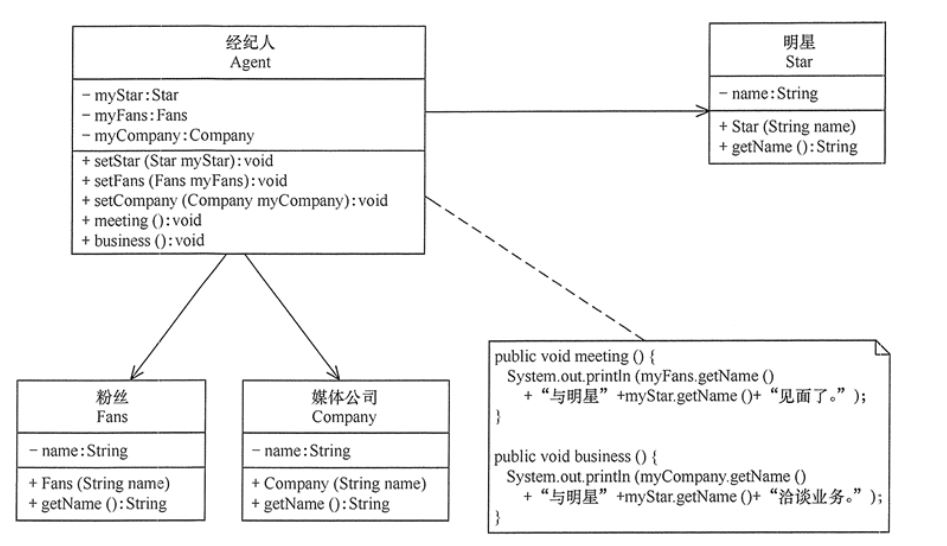 经纪人
Agent
- myStar:Star
- myFans:Fans
- myCompany:Company
+ setStar (Star myStar):void
+ setFans (Fans myFans):void
+ setCompany (Company myCompany):void
+ meeting ():void
+ business ():void
明星
Star
- name:String
+ Star (String name)
+ getName ():String
粉丝
Fans
- name:String
+ Fans (String name)
+ getName ():String
媒体公司
Company
- name:String
+ Company (String name)
+ getName ():String
public void meeting () {
System.out.println (myFans.getName ()
+ “与明星” +myStar.getName ()+ “见面了。”);
}
public void business () {
System.out.println (myCompany.getName ()
+ “与明星” +myStar.getName ()+ “洽谈业务。”);
}